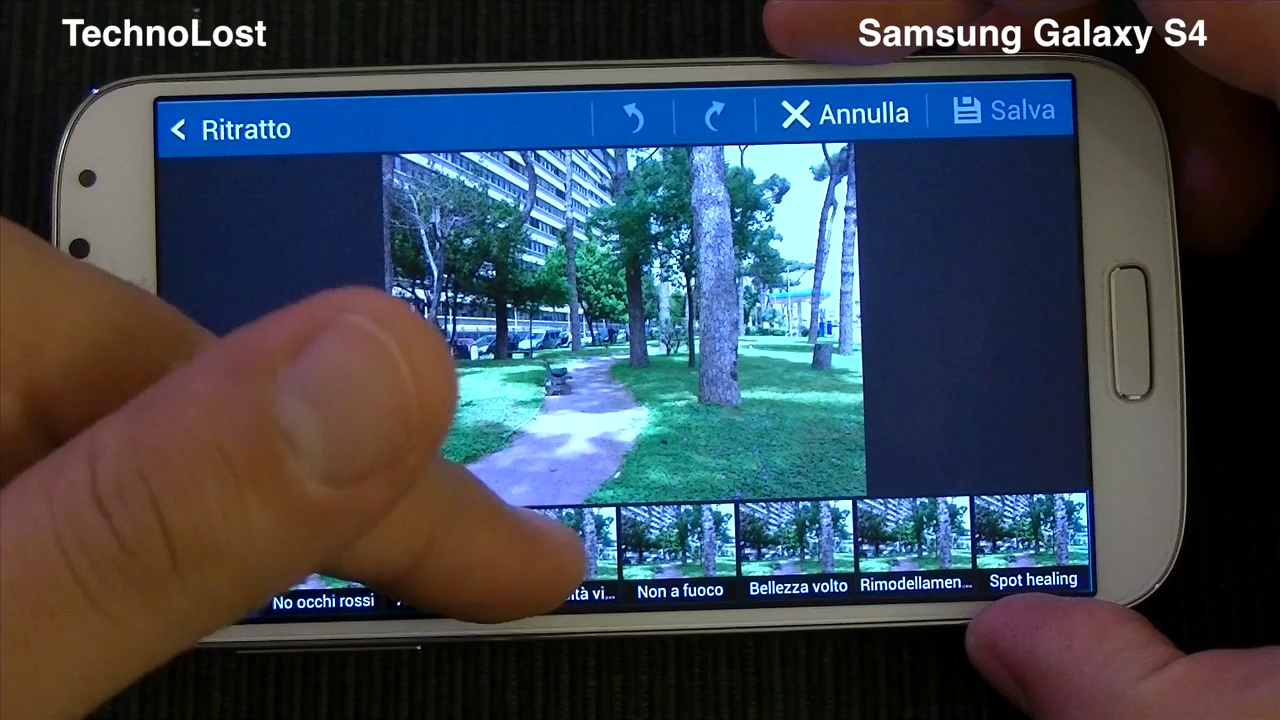 TechnoLost
Samsung Galaxy S4
Ritratto
Annulla
Salva
No occhi rossi
Non a fuoco
Bellezza volto
Rimodellamen...
Spot healing